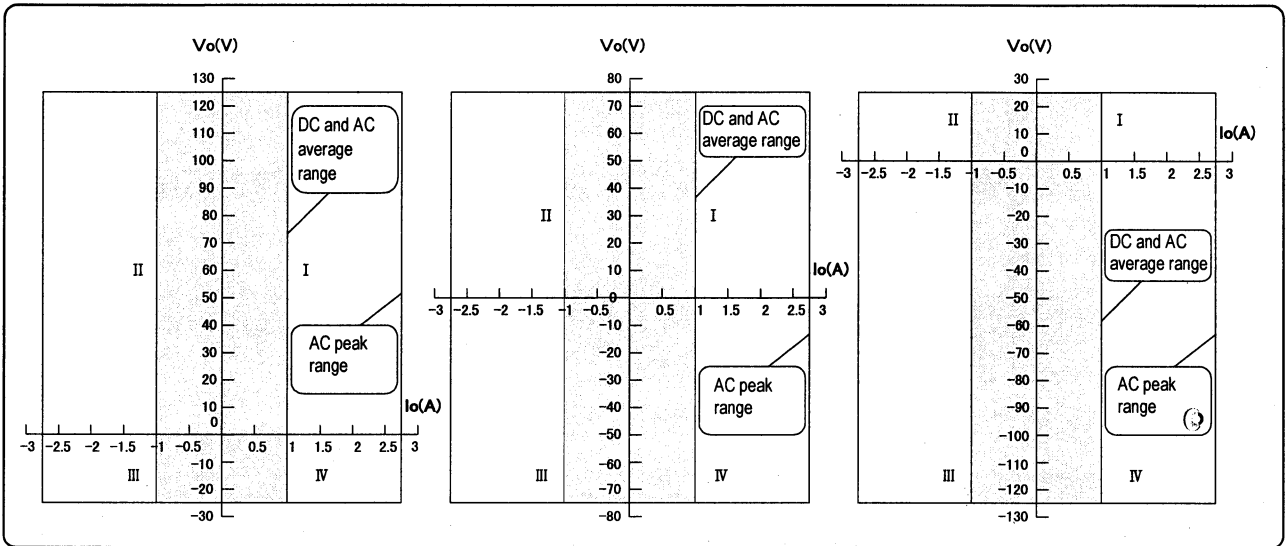 Vo(V)
130
120
110
100
90
80
70
60
50
40
30
20
10
0
-10
-20
-30
-3 -2.5 -2 -1.5 -1 -0.5 0.5 1 1.5 2 2.5 3
Io(A)
DC and AC
average
range
AC peak
range
II
I
III
IV
Vo(V)
80
70
60
50
40
30
20
10
0
-10
-20
-30
-40
-50
-60
-70
-80
-3 -2.5 -2 -1.5 -1 -0.5 0.5 1 1.5 2 2.5 3
Io(A)
DC and AC
average range
AC peak
range
II
I
III
IV
Vo(V)
30
20
10
0
-10
-20
-30
-40
-50
-60
-70
-80
-90
-100
-110
-120
-130
-3 -2.5 -2 -1.5 -1 -0.5 0.5 1 1.5 2 2.5 3
Io(A)
DC and AC
average range
AC peak
range
II
I
III
IV